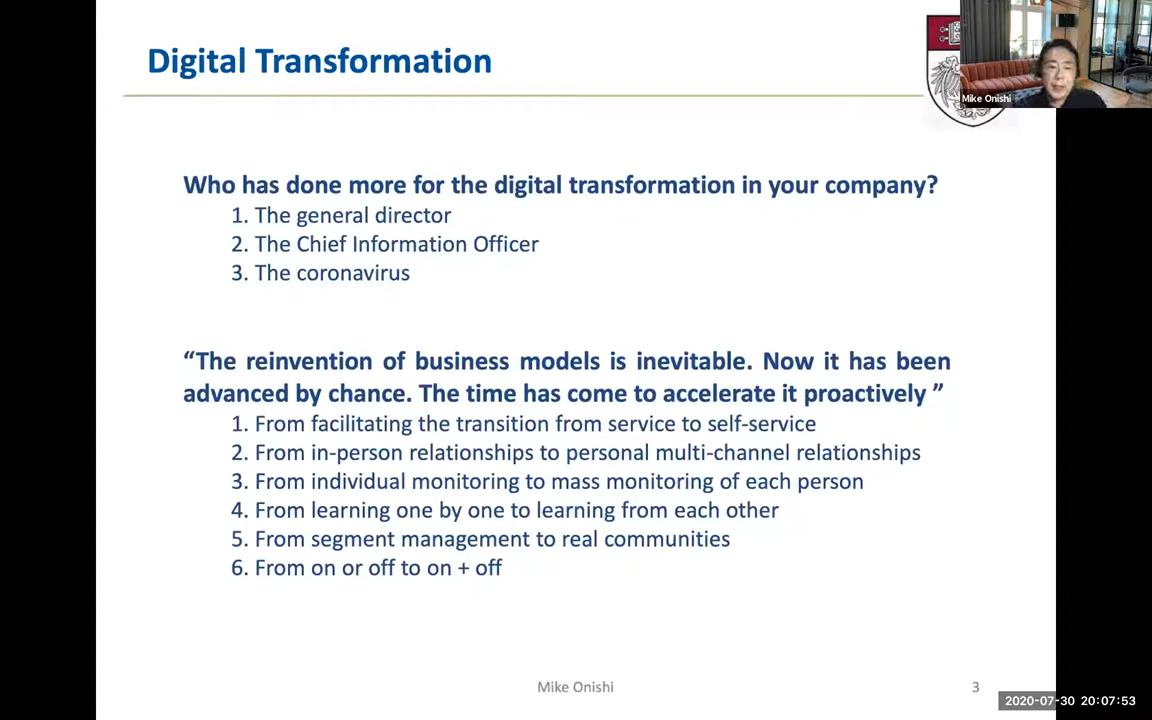 Digital Transformation
Mike Onishi
Who has done more for the digital transformation in your company?
1. The general director
2. The Chief Information Officer
3. The coronavirus
“The reinvention of business models is inevitable. Now it has been
advanced by chance. The time has come to accelerate it proactively ”
1. From facilitating the transition from service to self-service
2. From in-person relationships to personal multi-channel relationships
3. From individual monitoring to mass monitoring of each person
4. From learning one by one to learning from each other
5. From segment management to real communities
6. From on or off to on + off
Mike Onishi
3
2020-07-30 20:07:53